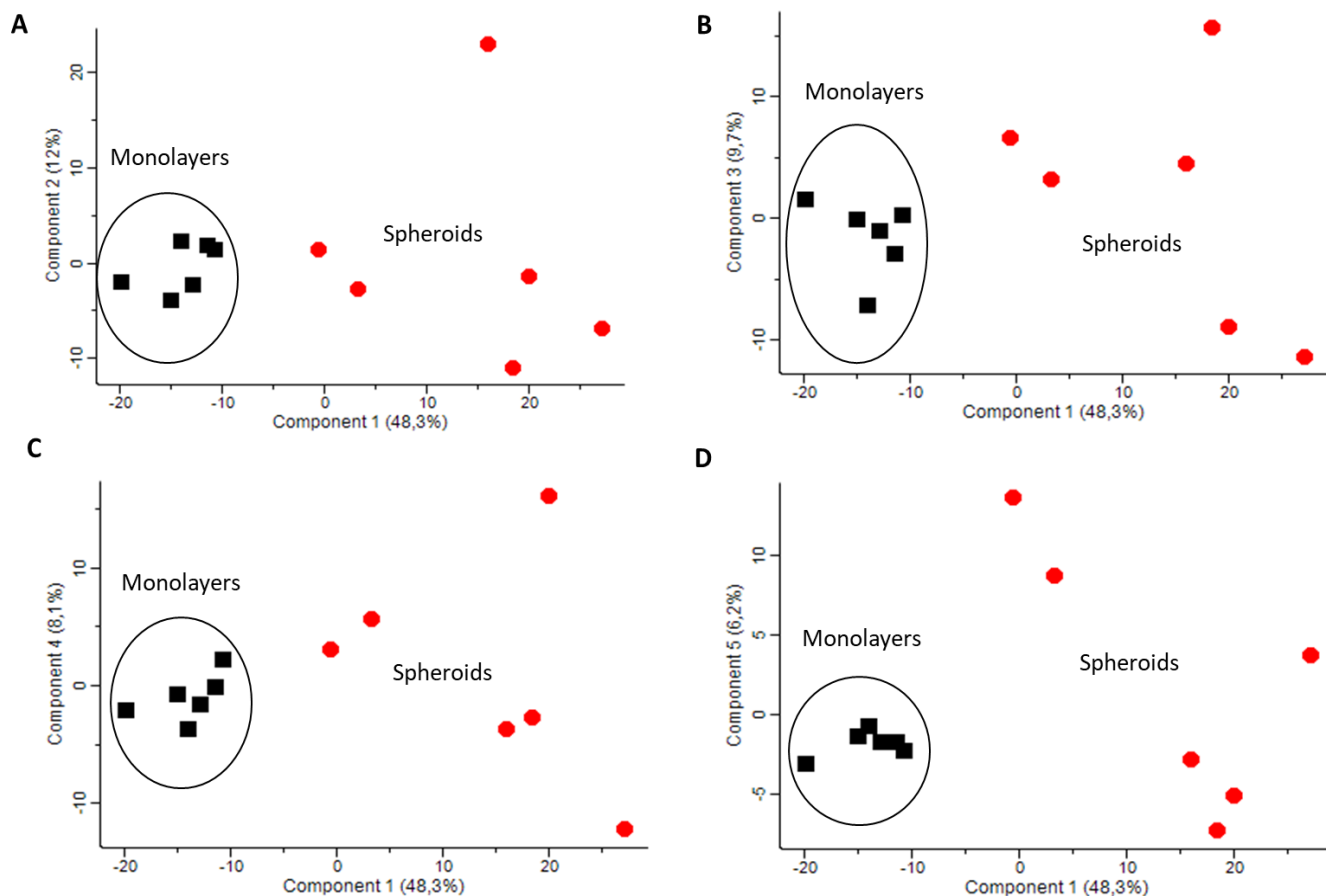 A
Monolayers
Spheroids
Component 2 (12%)
20
10
0
-10
-20
-10
0
10
20
Component 1 (48,3%)
B
Monolayers
Spheroids
Component 3 (9,7%)
10
0
-10
-20
-10
0
10
20
Component 1 (48,3%)
C
Monolayers
Spheroids
Component 4 (8,1%)
10
0
-10
-20
-10
0
10
20
Component 1 (48,3%)
D
Monolayers
Spheroids
Component 5 (6,2%)
10
5
0
-5
-20
-10
0
10
20
Component 1 (48,3%)